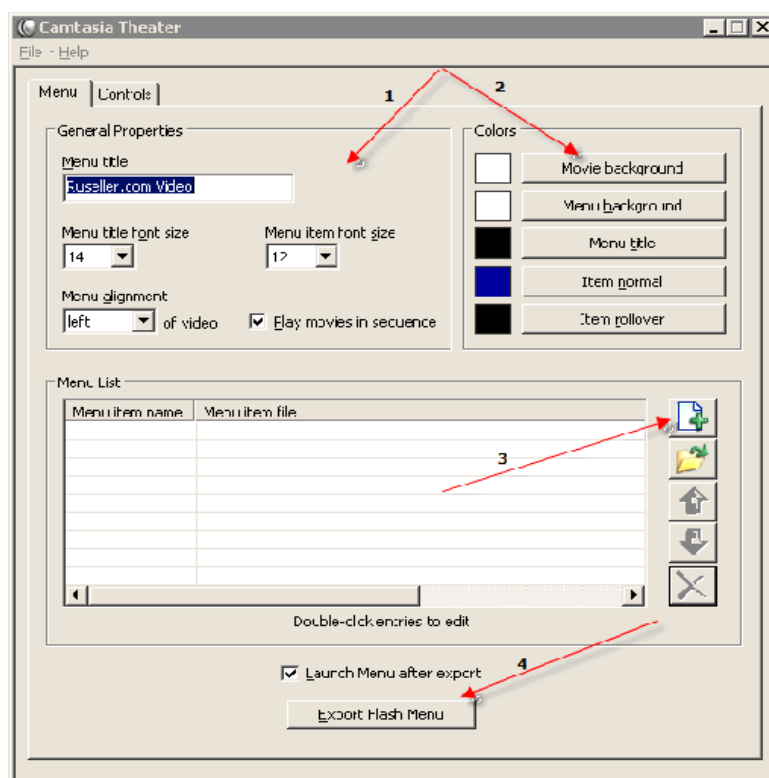 Camtasia Theater
File Help
Menu Controls
1 2
General Properties
Colors
Menu title
Movie background
Ruseller.com Video
Menu background
Menu title font size Menu item font size
Menu title
14 12
Item normal
Menu alignment
left of video Play movies in sequence
Item rollover
Menu List
Menu item name Menu item file
3
Double-click entries to edit
4
Launch Menu after export
Export Flash Menu